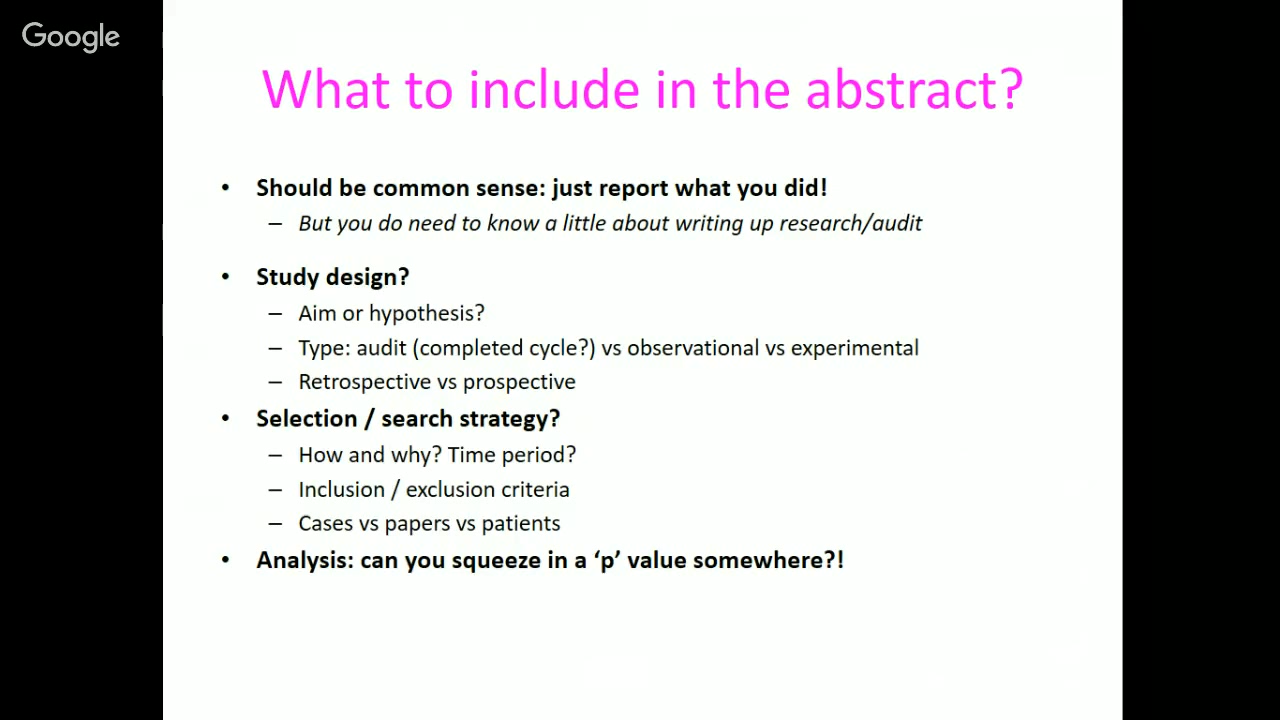 Google
What to include in the abstract?
• Should be common sense: just report what you did!
– But you do need to know a little about writing up research/audit
• Study design?
– Aim or hypothesis?
– Type: audit (completed cycle?) vs observational vs experimental
– Retrospective vs prospective
• Selection / search strategy?
– How and why? Time period?
– Inclusion / exclusion criteria
– Cases vs papers vs patients
• Analysis: can you squeeze in a ‘p’ value somewhere?!